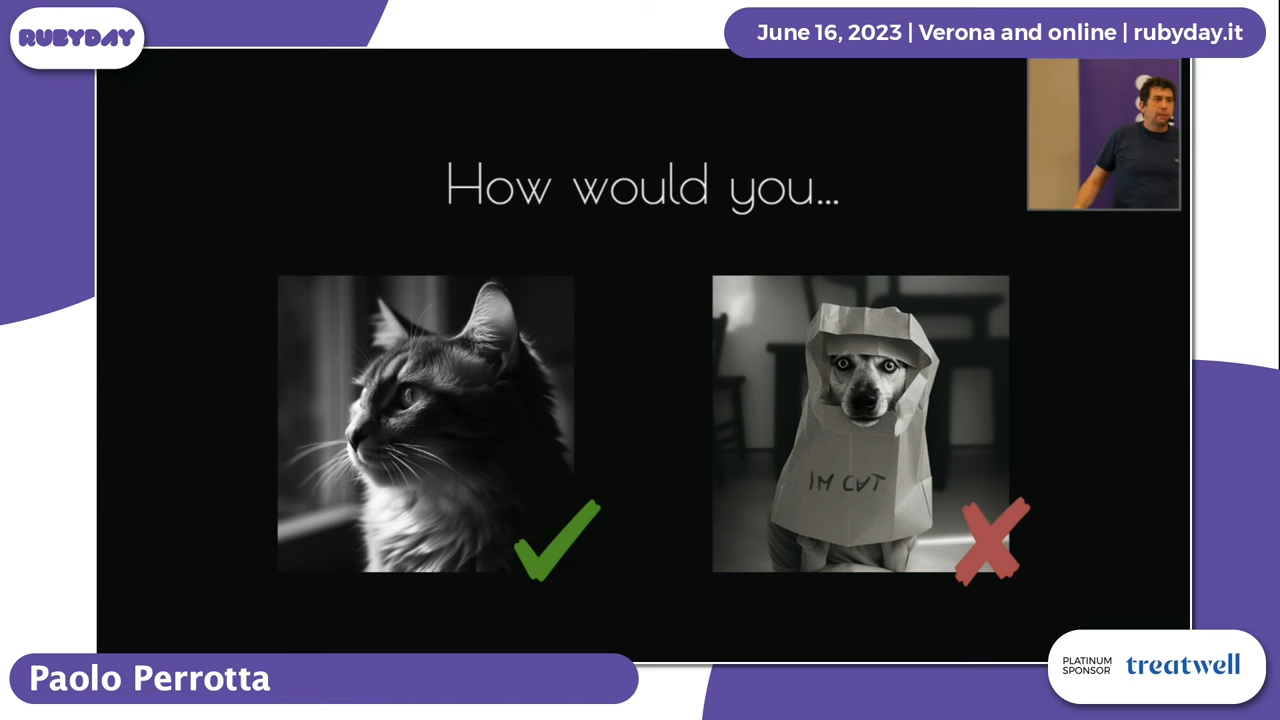 RUBYDAY
June 16, 2023 | Verona and online | rubyday.it
How would you...
IM CAT
Paolo Perrotta
PLATINUM
SPONSOR
treatwell